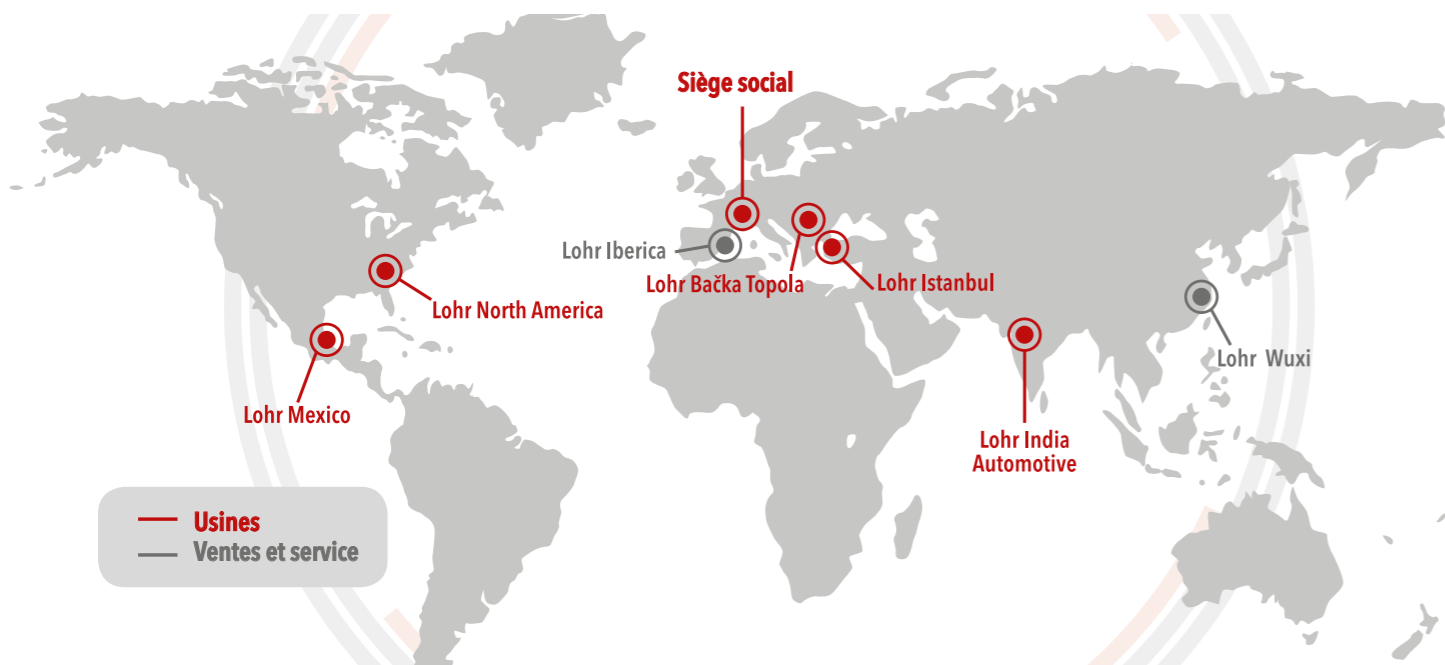 Siège social
Lohr Iberica
Lohr Bačka Topola
Lohr Istanbul
Lohr North America
Lohr Wuxi
Lohr Mexico
Lohr India
Automotive
Usines
Ventes et service